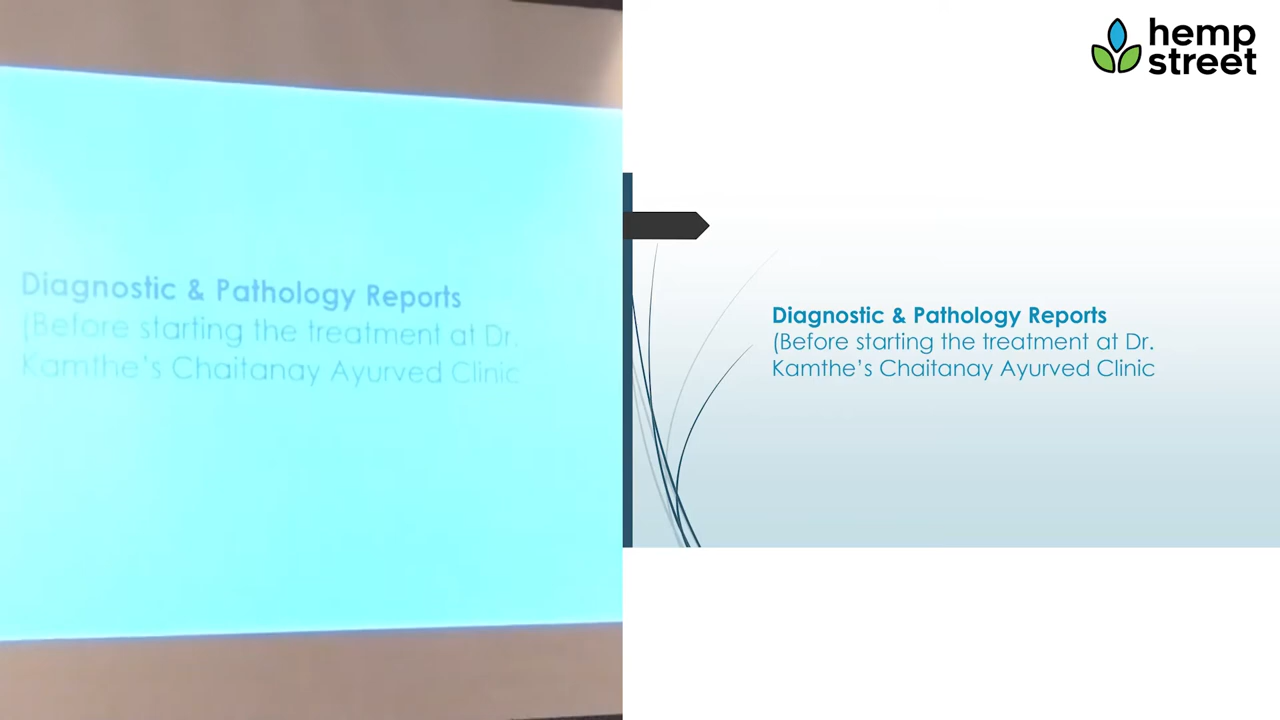 Diagnostic & Pathology Reports
(Before starting the treatment at Dr.
Kamthe's Chaitanay Ayurved Clinic
hemp
street
Diagnostic & Pathology Reports
(Before starting the treatment at Dr.
Kamthe's Chaitanay Ayurved Clinic